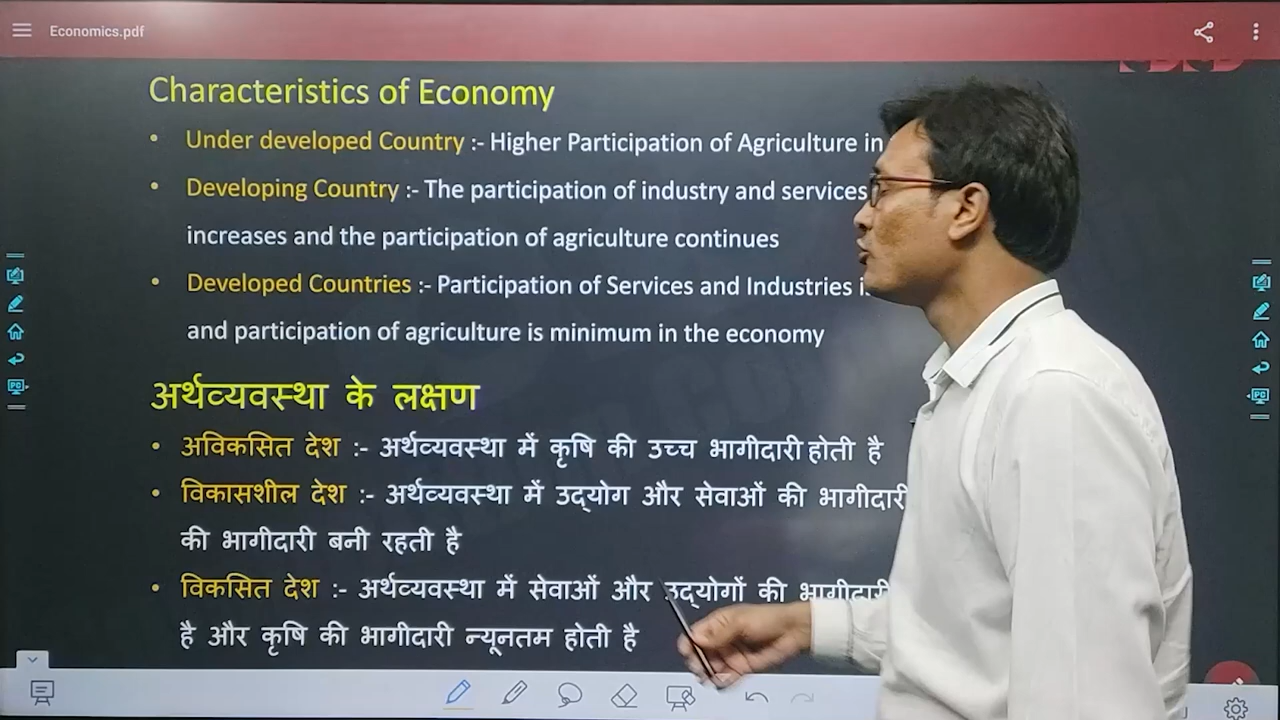 Economics.pdf
Characteristics of Economy
• Under developed Country :- Higher Participation of Agriculture in
• Developing Country :- The participation of industry and services
increases and the participation of agriculture continues
• Developed Countries :- Participation of Services and Industries
and participation of agriculture is minimum in the economy
अर्थव्यवस्था के लक्षण
• अविकसित देश :- अर्थव्यवस्था में कृषि की उच्च भागीदारी होती है
• विकासशील देश :- अर्थव्यवस्था में उद्योग और सेवाओं की भागीदारी
की भागीदारी बनी रहती है
• विकसित देश :- अर्थव्यवस्था में सेवाओं और उद्योगों की भागीदारी
है और कृषि की भागीदारी न्यूनतम होती है